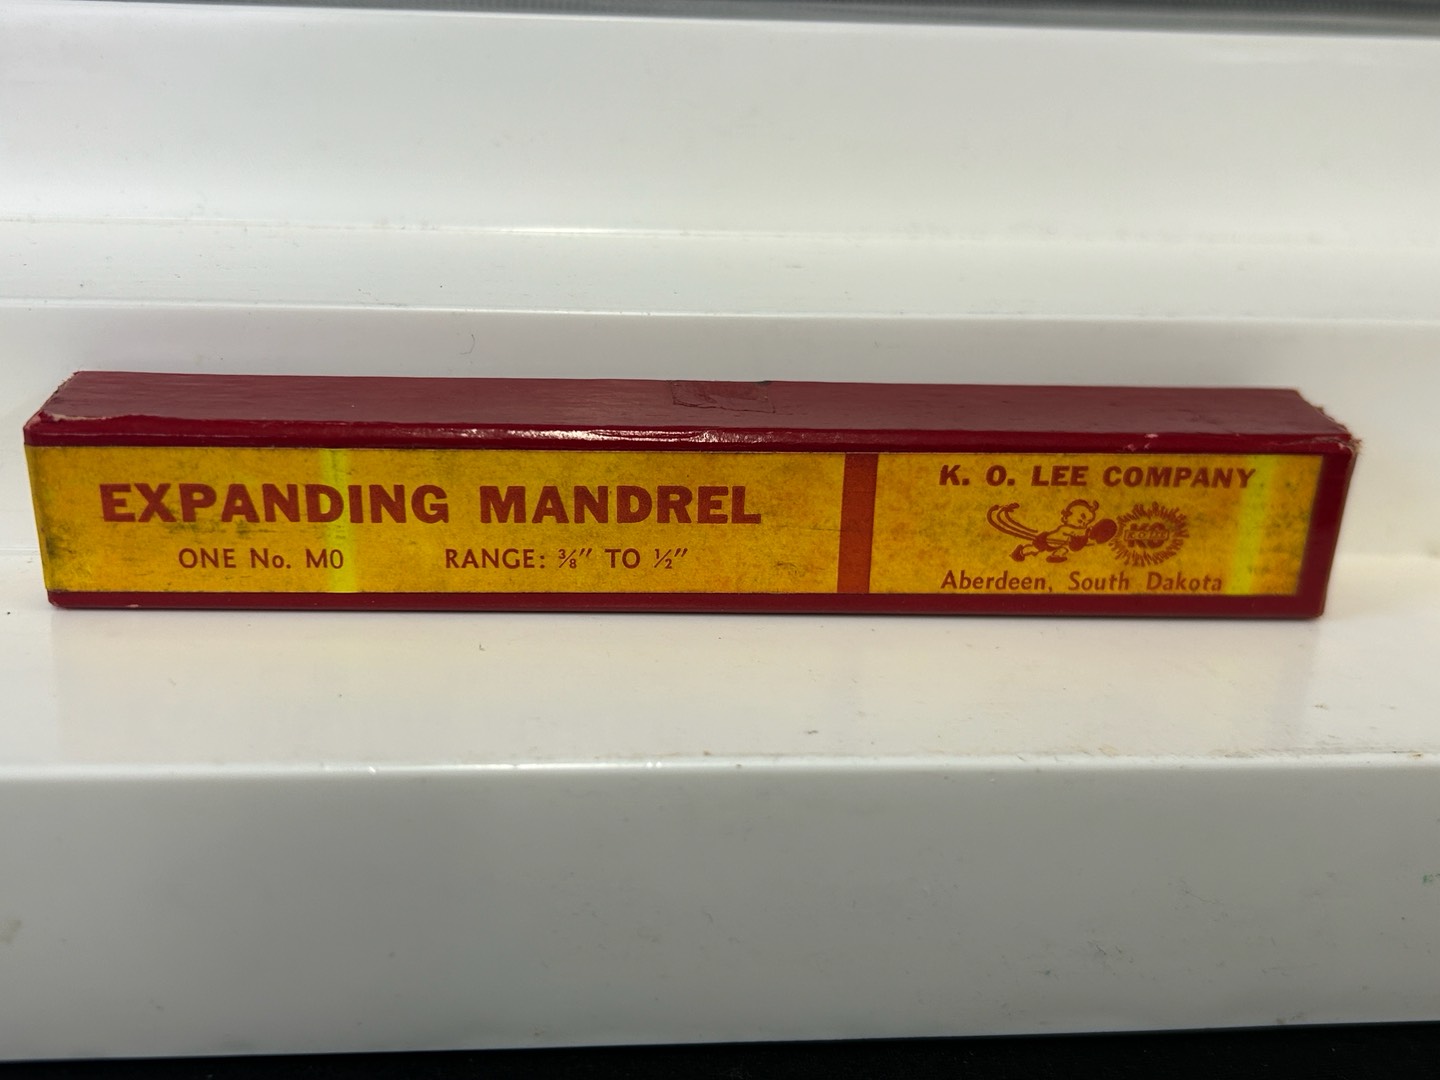 EXPANDING MANDREL
ONE No. M0
RANGE: ⅜" TO ½"
K. O. LEE COMPANY
Aberdeen, South Dakota